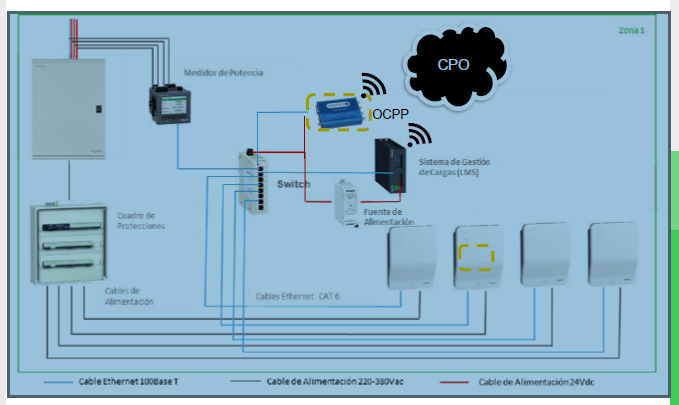 Zona 1
CPO
Medidor de Potencia
OCPP
Sistema de Gestión
de Cargas (LMS)
Switch
Fuente de
Alimentación
Cuadro de
Protecciones
Cables de
Alimentación
Cables Ethernet CAT 6
Cable Ethernet 100Base T
Cable de Alimentación 220-380Vac
Cable de Alimentación 24Vdc